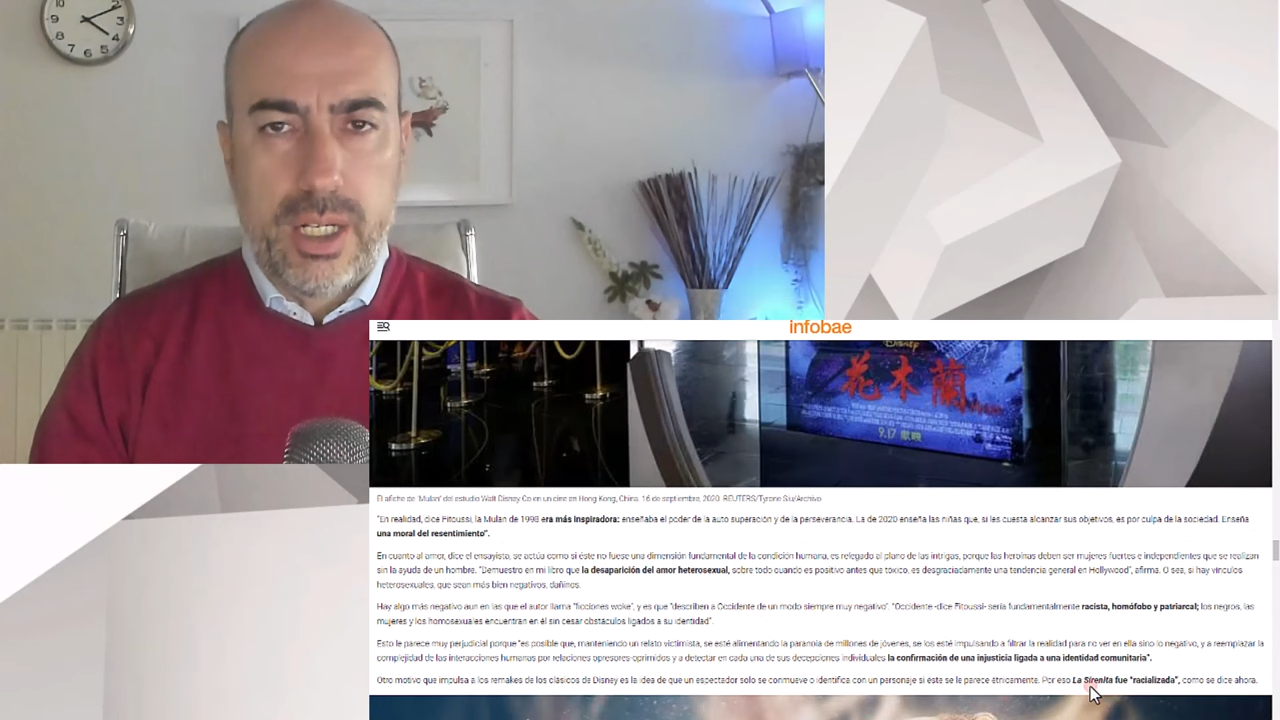 12
9
2
3
8
4
7
6
5
infobae
Disney
花木蘭
9.17 獻映
El afiche de 'Mulan' del estudio Walt Disney Co en un cine en Hong Kong, China. 16 de septiembre, 2020. REUTERS/Tyrone Siu/Archivo
"En realidad, dice Fitoussi, la Mulan de 1998 era más inspiradora: enseñaba el poder de la auto superación y de la perseverancia. La de 2020 enseña las niñas que, si les cuesta alcanzar sus objetivos, es por culpa de la sociedad. Enseña
una moral del resentimiento".
En cuanto al amor, dice el ensayista, se actúa como si éste no fuese una dimensión fundamental de la condición humana, es relegado al plano de las intrigas, porque las heroínas deben ser mujeres fuertes e independientes que se realizan
sin la ayuda de un hombre. "Demuestro en mi libro que la desaparición del amor heterosexual, sobre todo cuando es positivo antes que tóxico, es desgraciadamente una tendencia general en Hollywood", afirma. O sea, si hay vínculos
heterosexuales, que sean más bien negativos, dañinos.
Hay algo más negativo aun en las que el autor llama "ficciones woke", y es que "describen a Occidente de un modo siempre muy negativo". "Occidente -dice Fitoussi- sería fundamentalmente racista, homófobo y patriarcal; los negros, las
mujeres y los homosexuales encuentran en él sin cesar obstáculos ligados a su identidad".
Esto le parece muy perjudicial porque "es posible que, manteniendo un relato victimista, se esté alimentando la paranoia de millones de jóvenes, se los esté impulsando a filtrar la realidad para no ver en ella sino lo negativo, y a reemplazar la
complejidad de las interacciones humanas por relaciones opresores-oprimidos y a detectar en cada una de sus decepciones individuales la confirmación de una injusticia ligada a una identidad comunitaria".
Otro motivo que impulsa a los remakes de los clásicos de Disney es la idea de que un espectador solo se conmueve o identifica con un personaje si éste se le parece étnicamente. Por eso La Sirenita fue "racializada", como se dice ahora.